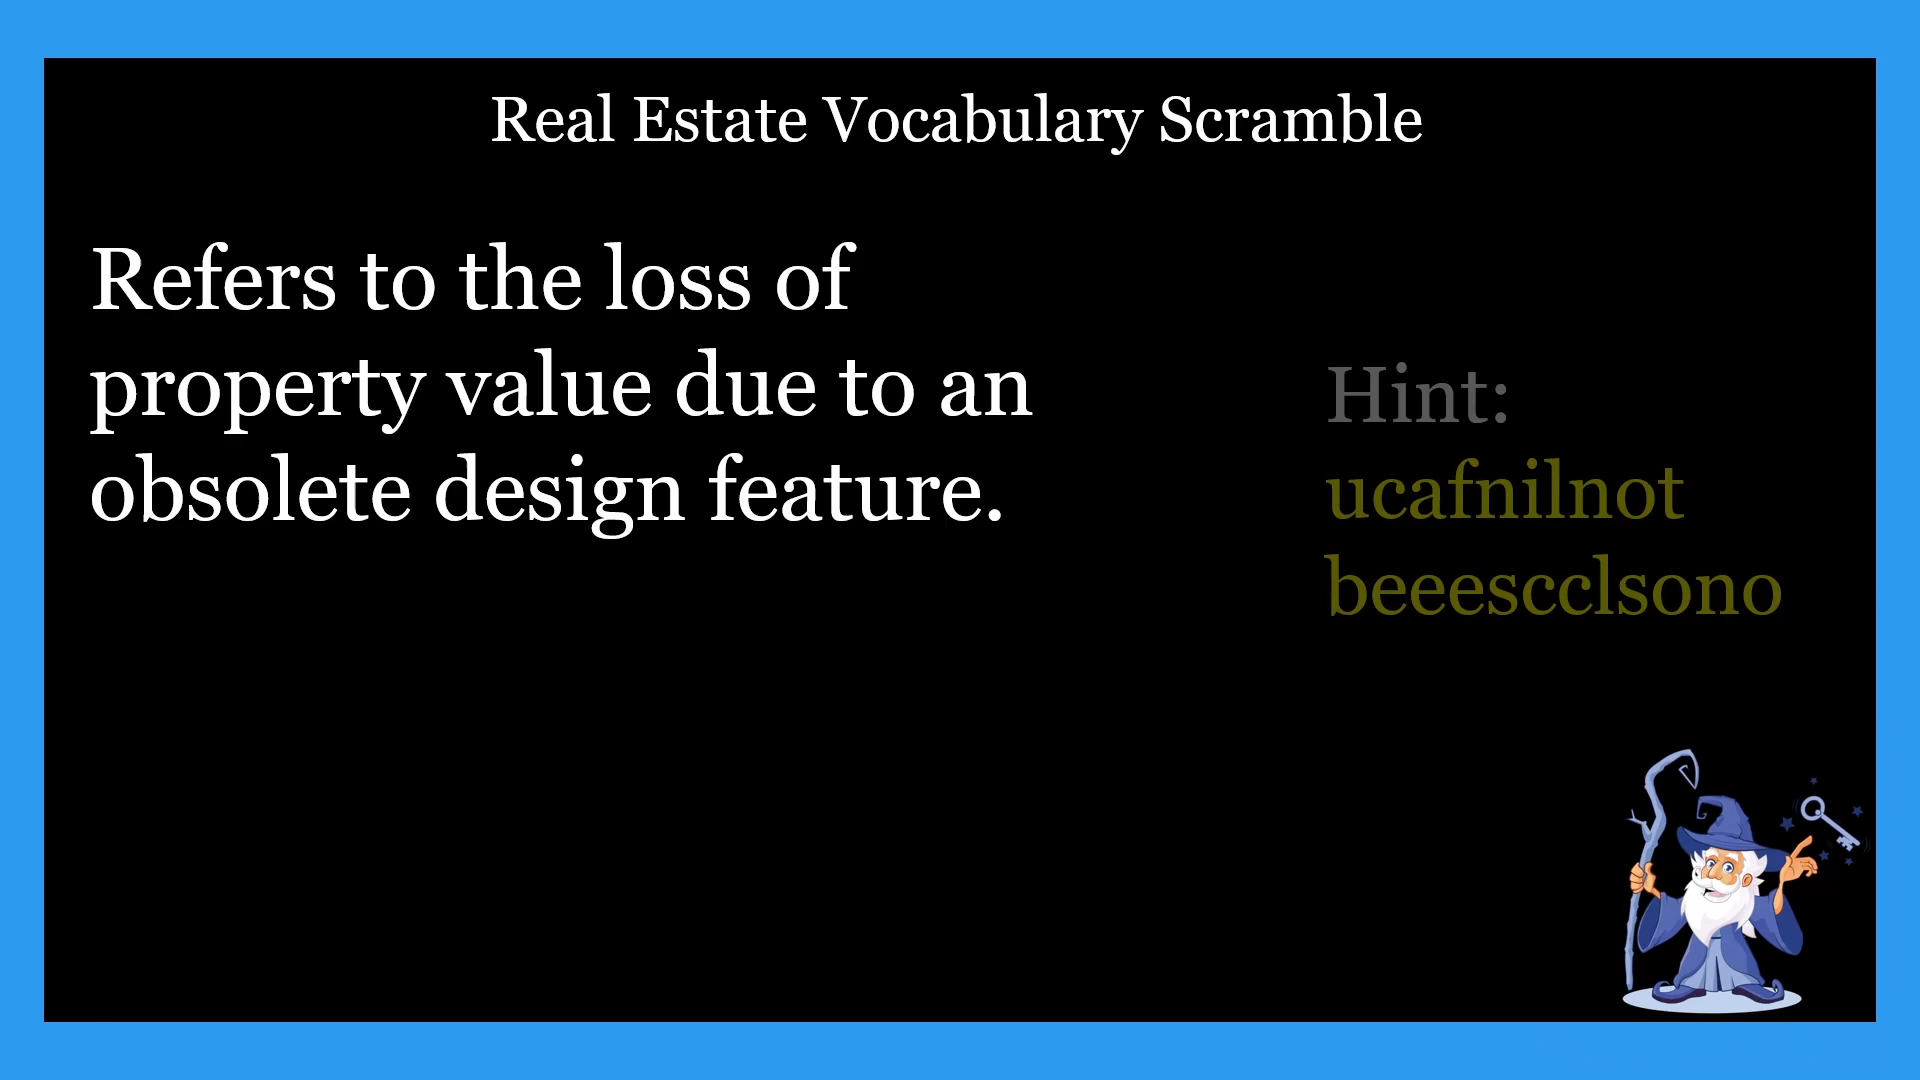 Real Estate Vocabulary Scramble
Refers to the loss of
property value due to an
obsolete design feature.
Hint:
ucafnilnot
beeescclsono